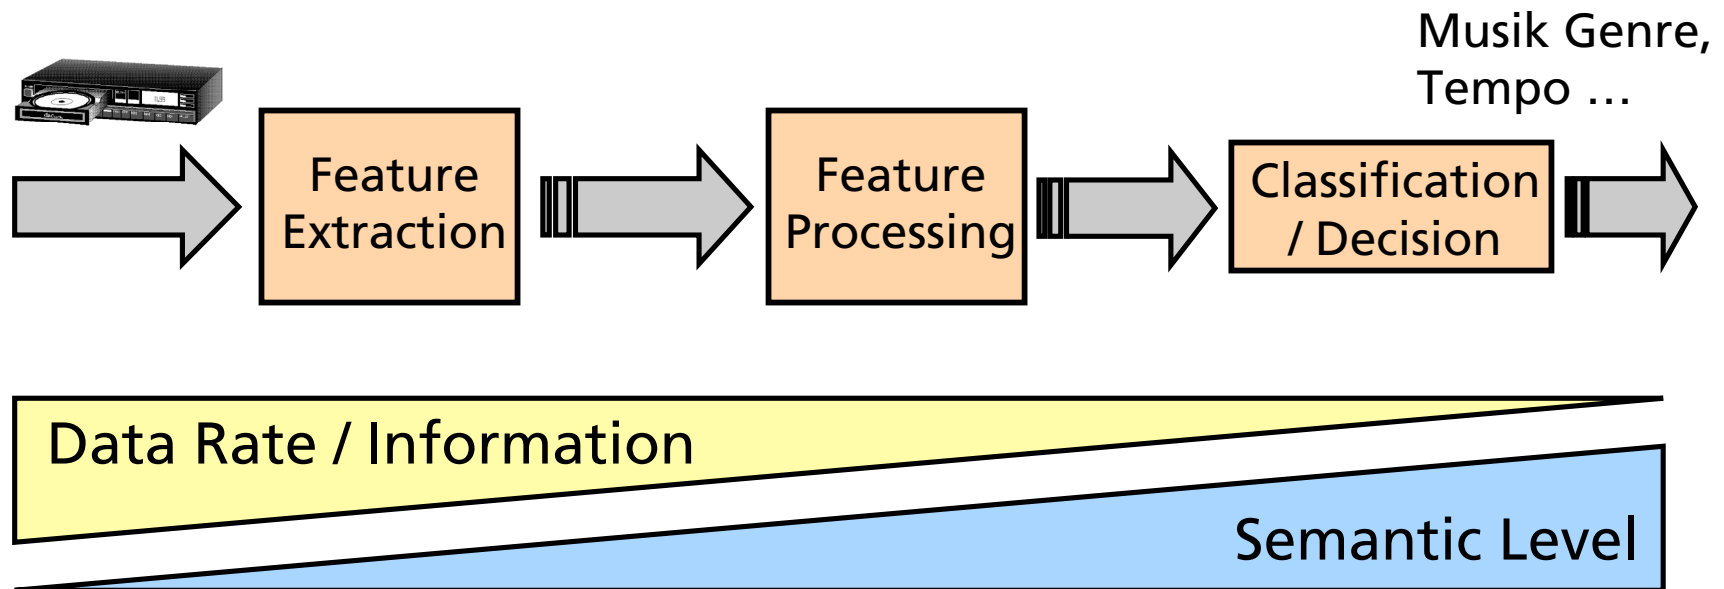 Musik Genre,
Tempo …
Feature
Extraction
Feature
Processing
Classification
/ Decision
Data Rate / Information
Semantic Level